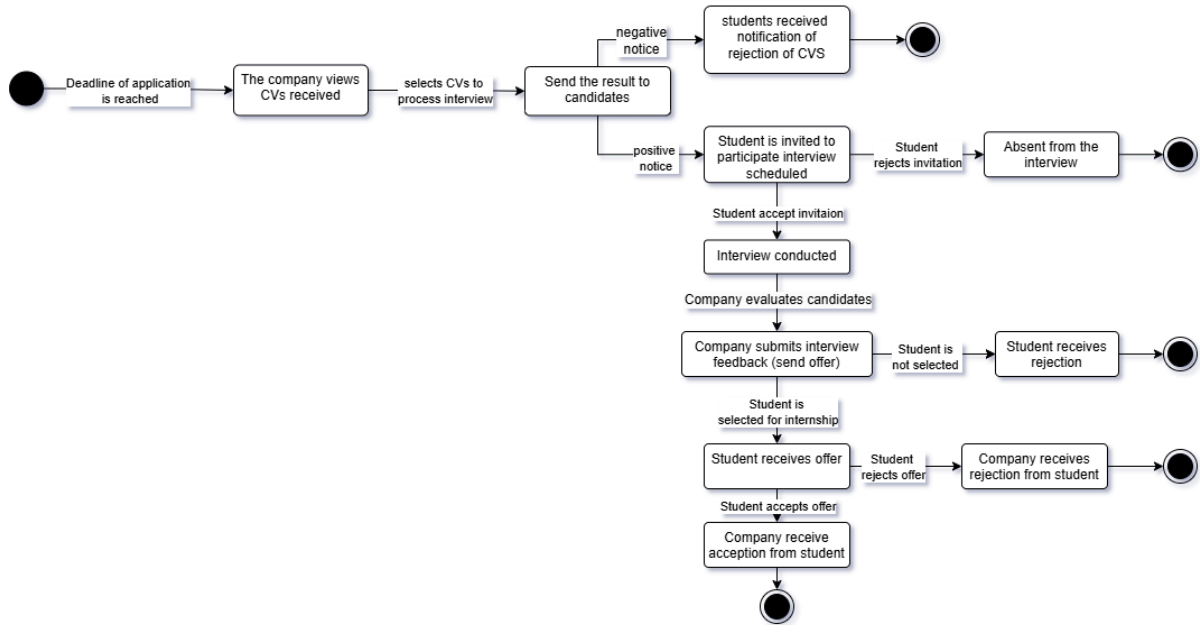 negative
notice
students received
notification of
rejection of CVS
Deadline of application
is reached
The company views
CVs received
selects CVs to
process interview
Send the result to
candidates
positive
notice
Student is invited to
participate interview
scheduled
Student
rejects invitation
Absent from the
interview
Student accept invitaion
Interview conducted
Company evaluates candidates
Company submits interview
feedback (send offer)
Student is
not selected
Student receives
rejection
Student is
selected for internship
Student receives offer
Student
rejects offer
Company receives
rejection from student
Student accepts offer
Company receive
acception from student